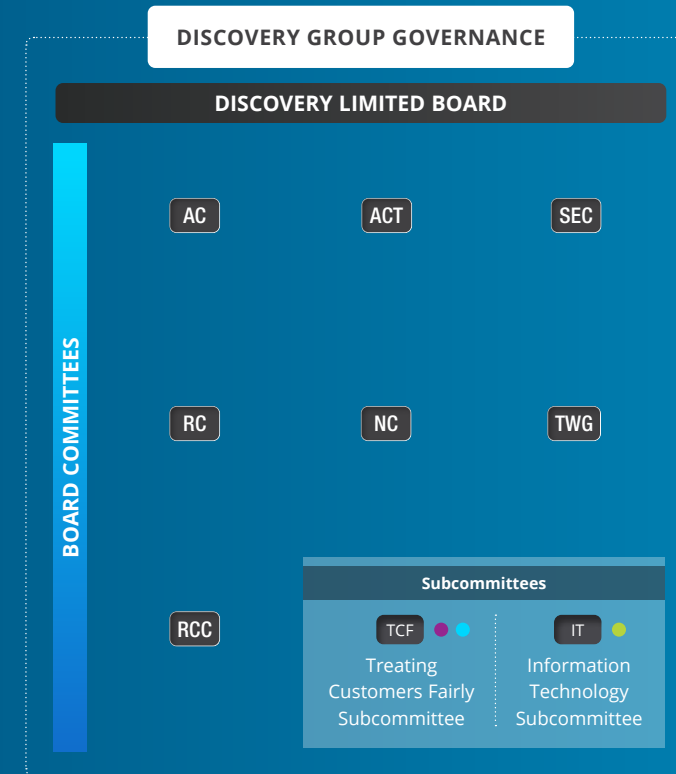 DISCOVERY GROUP GOVERNANCE
DISCOVERY LIMITED BOARD
BOARD COMMITTEES
AC
ACT
SEC
RC
NC
TWG
RCC
Subcommittees
TCF
Treating
Customers Fairly
Subcommittee
IT
Information
Technology
Subcommittee